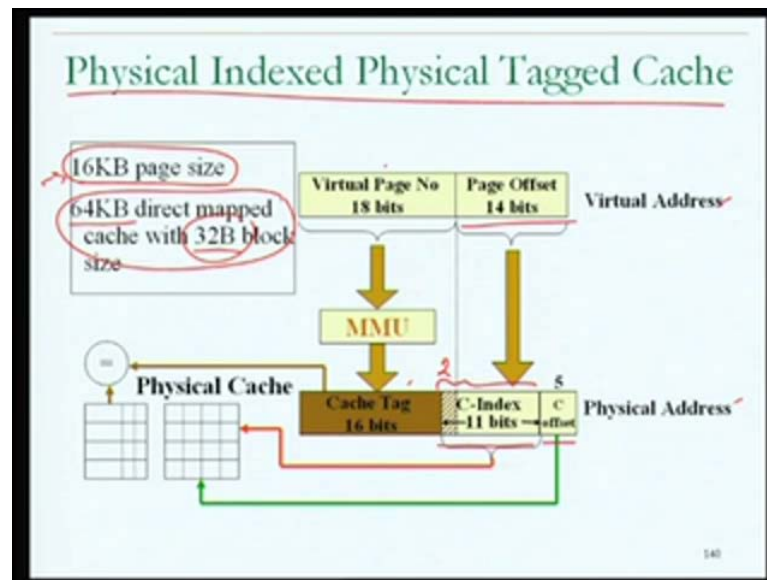 Physical Indexed Physical Tagged Cache
16KB page size
64KB direct mapped
cache with 32B block
size
Virtual Page No
18 bits
Page Offset
14 bits
Virtual Address
MMU
2
5
Physical Cache
Cache Tag
16 bits
C-Index
11 bits
C
offset
Physical Address
140